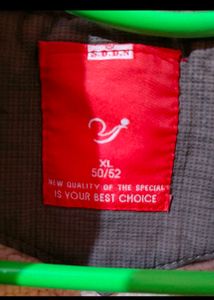 XL
50/52
NEW QUALITY OF THE SPECIAL
IS YOUR BEST CHOICE